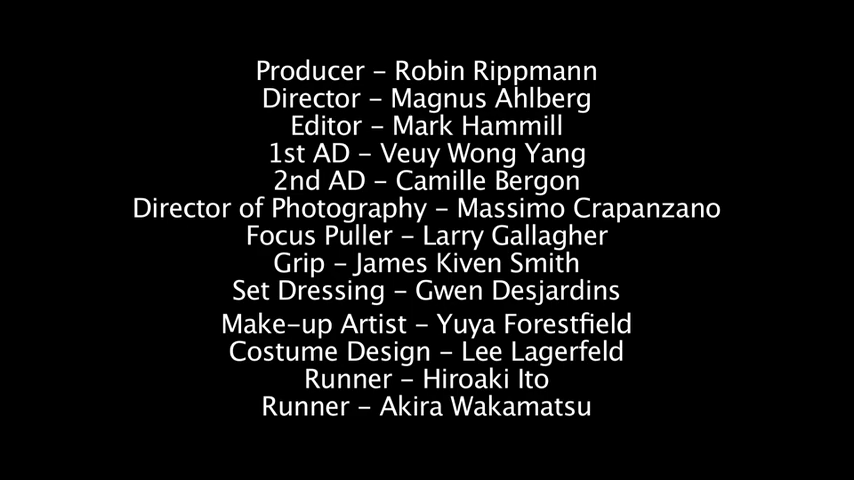 Producer – Robin Rippmann
Director – Magnus Ahlberg
Editor – Mark Hammill
1st AD – Veuy Wong Yang
2nd AD – Camille Bergon
Director of Photography – Massimo Crapanzano
Focus Puller – Larry Gallagher
Grip – James Kiven Smith
Set Dressing – Gwen Desjardins
Make-up Artist – Yuya Forestfield
Costume Design – Lee Lagerfeld
Runner – Hiroaki Ito
Runner – Akira Wakamatsu